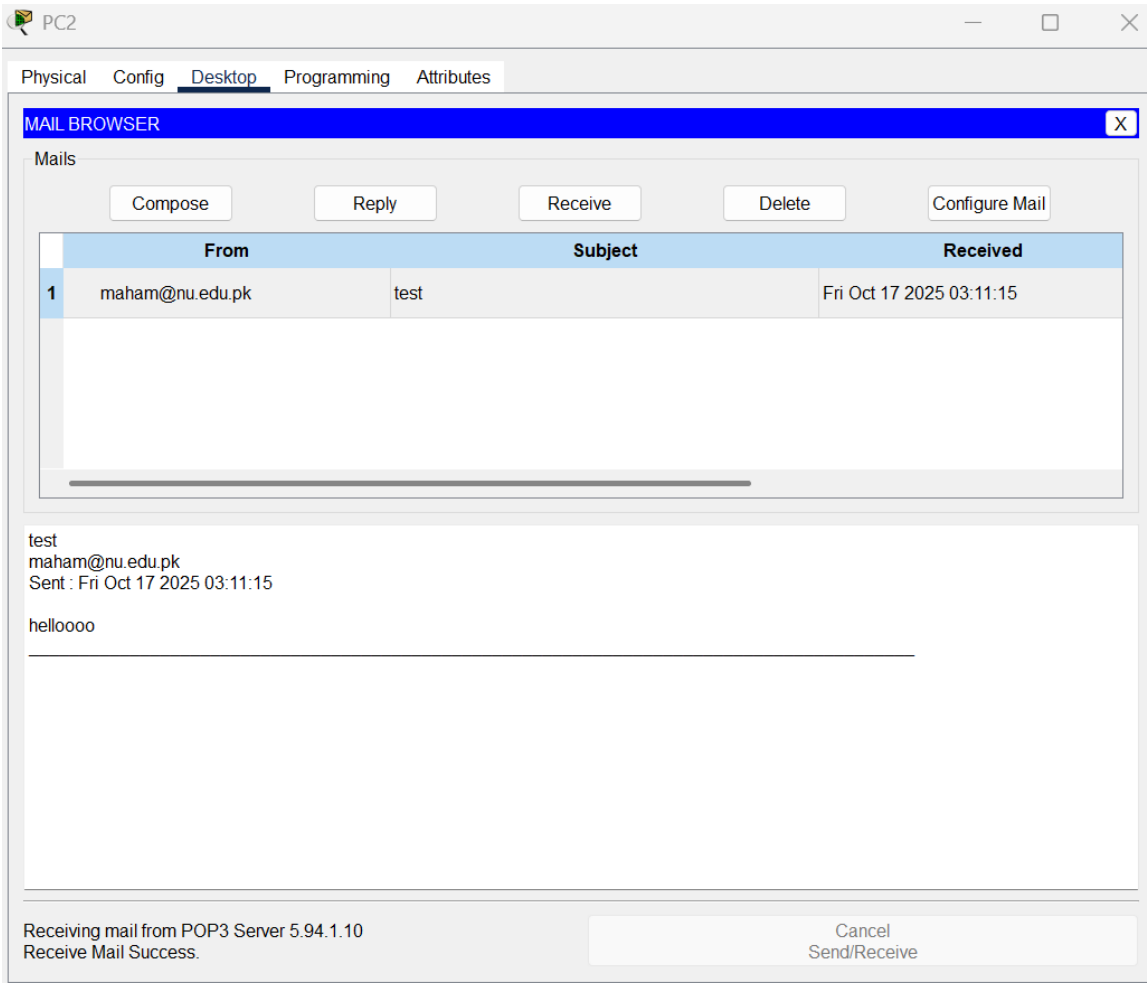 PC2
Physical Config Desktop Programming Attributes
MAIL BROWSER X
Mails
Compose Reply Receive Delete Configure Mail
From Subject Received
1 maham@nu.edu.pk test Fri Oct 17 2025 03:11:15
test
maham@nu.edu.pk
Sent : Fri Oct 17 2025 03:11:15
helloooo
Receiving mail from POP3 Server 5.94.1.10
Receive Mail Success.
Cancel
Send/Receive